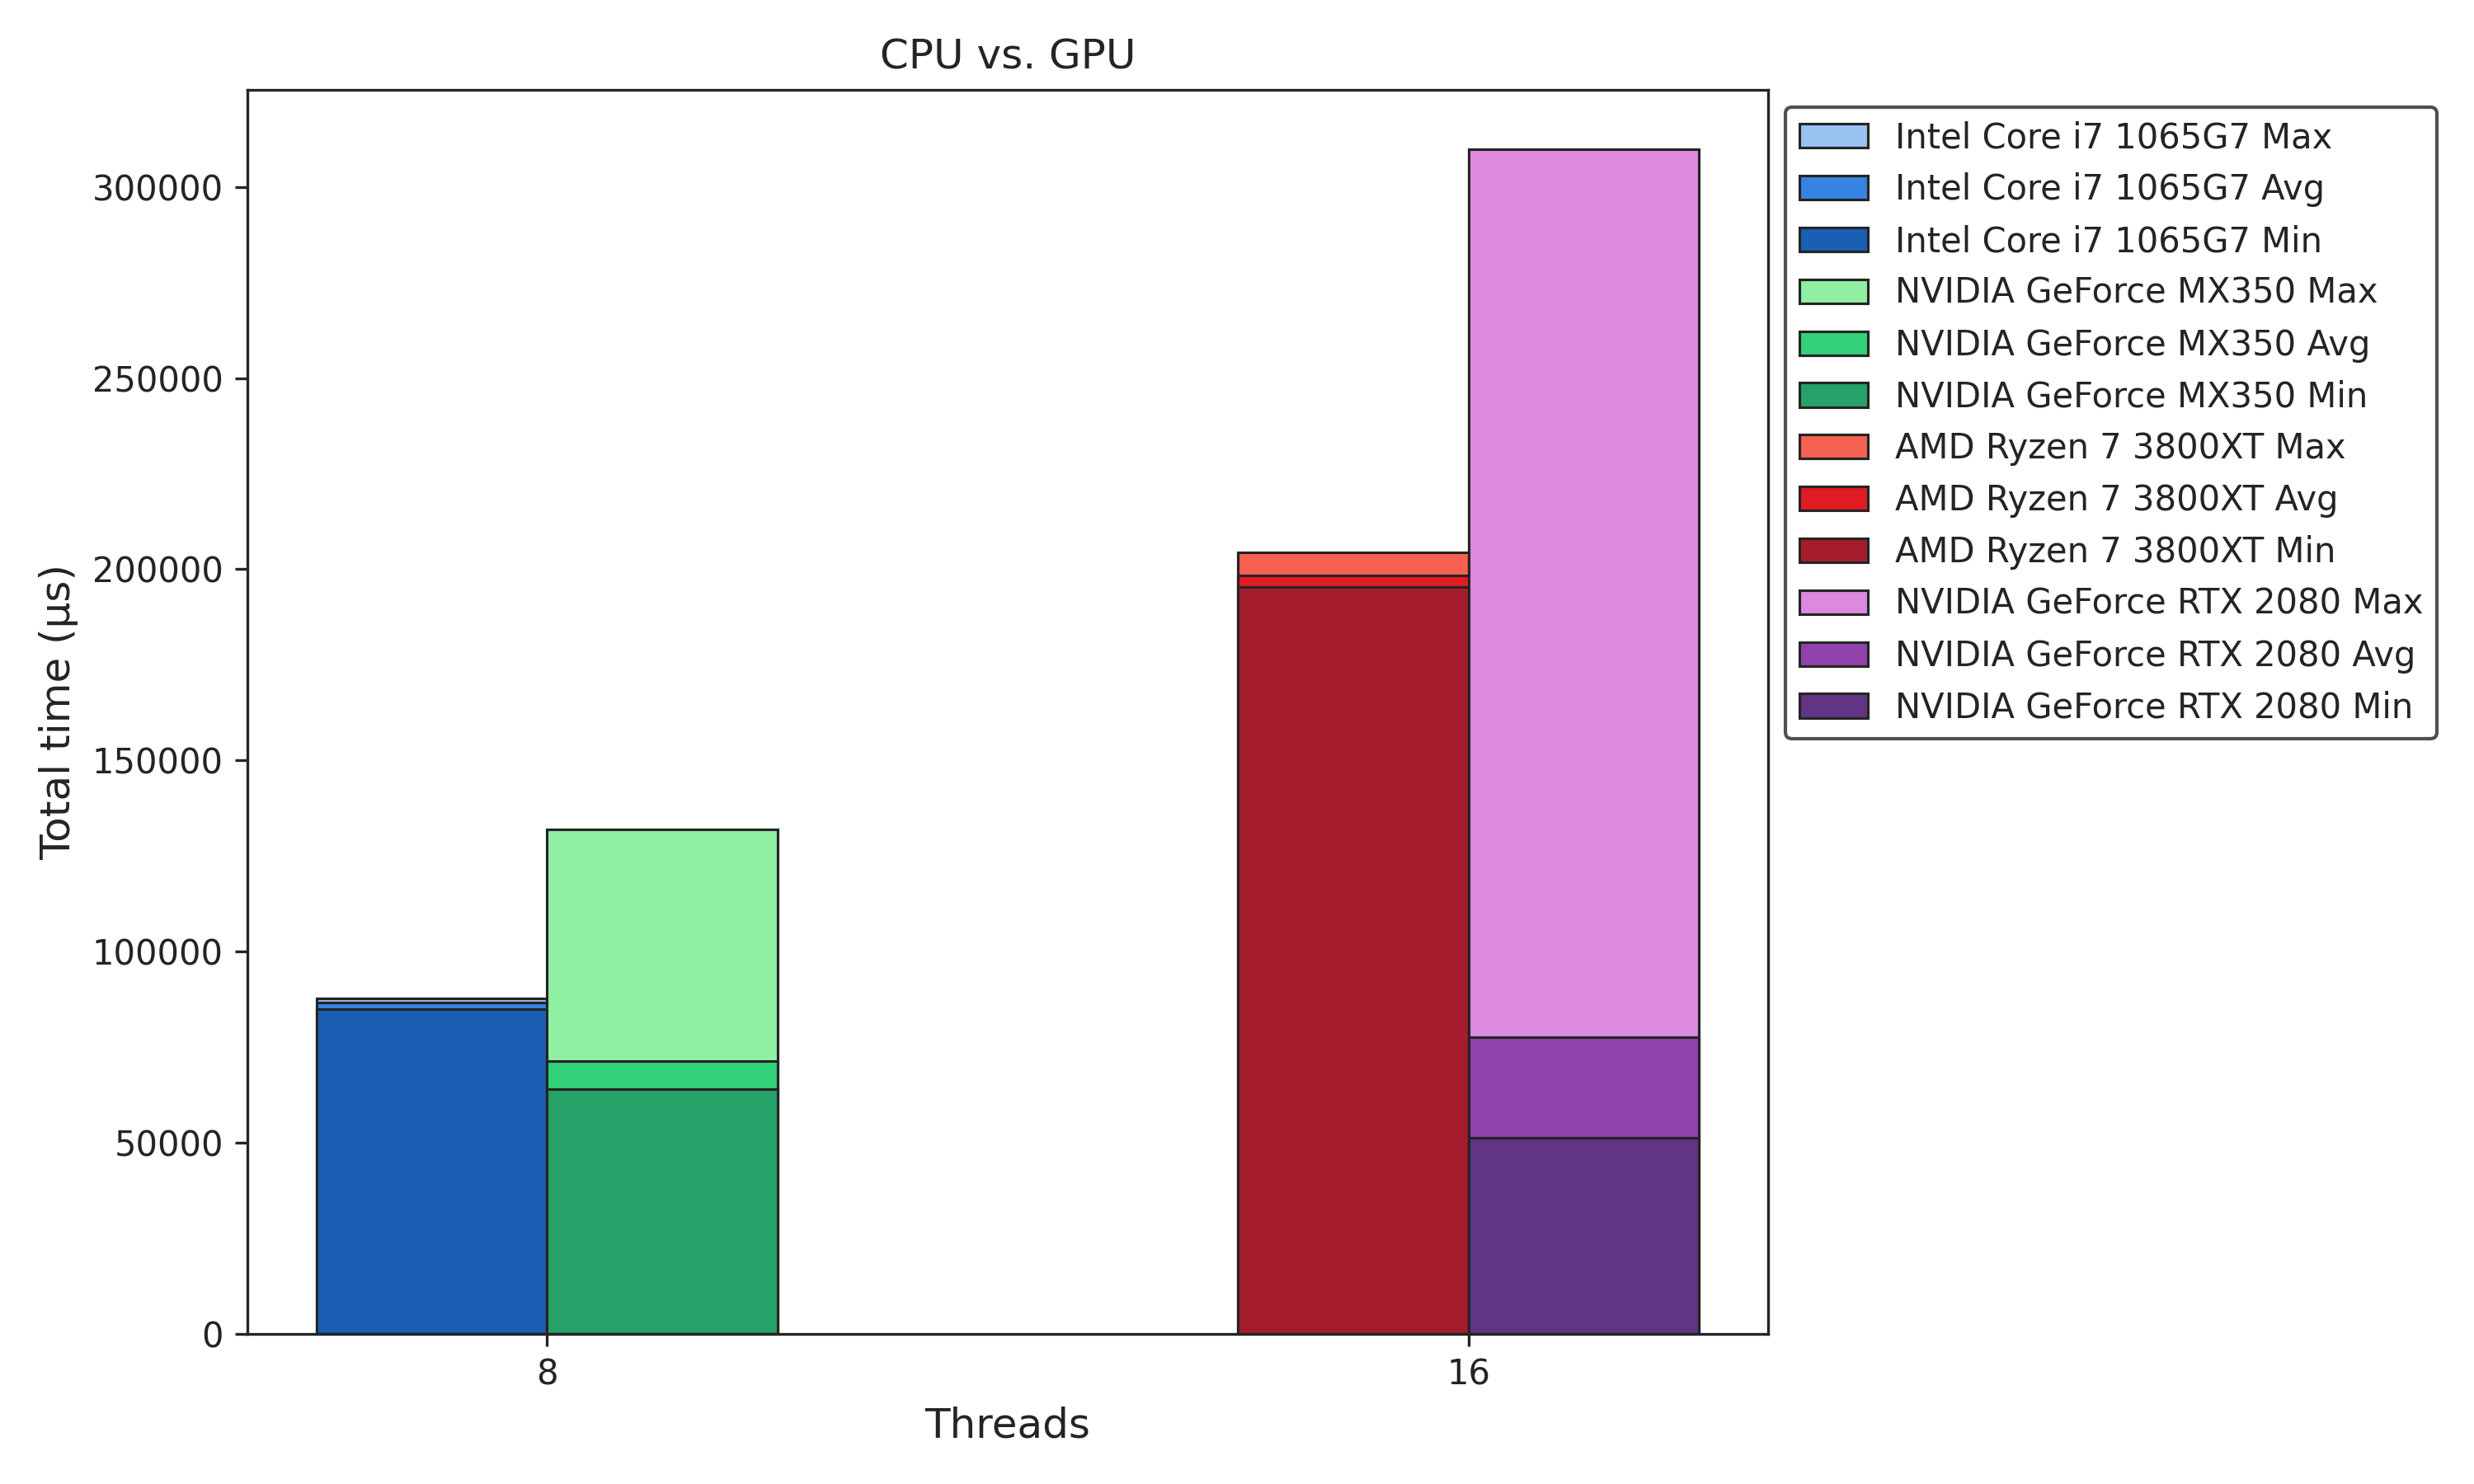 CPU vs. GPU
300000
250000
200000
150000
100000
50000
0
Total time (µs)
8
16
Threads
Intel Core i7 1065G7 Max
Intel Core i7 1065G7 Avg
Intel Core i7 1065G7 Min
NVIDIA GeForce MX350 Max
NVIDIA GeForce MX350 Avg
NVIDIA GeForce MX350 Min
AMD Ryzen 7 3800XT Max
AMD Ryzen 7 3800XT Avg
AMD Ryzen 7 3800XT Min
NVIDIA GeForce RTX 2080 Max
NVIDIA GeForce RTX 2080 Avg
NVIDIA GeForce RTX 2080 Min